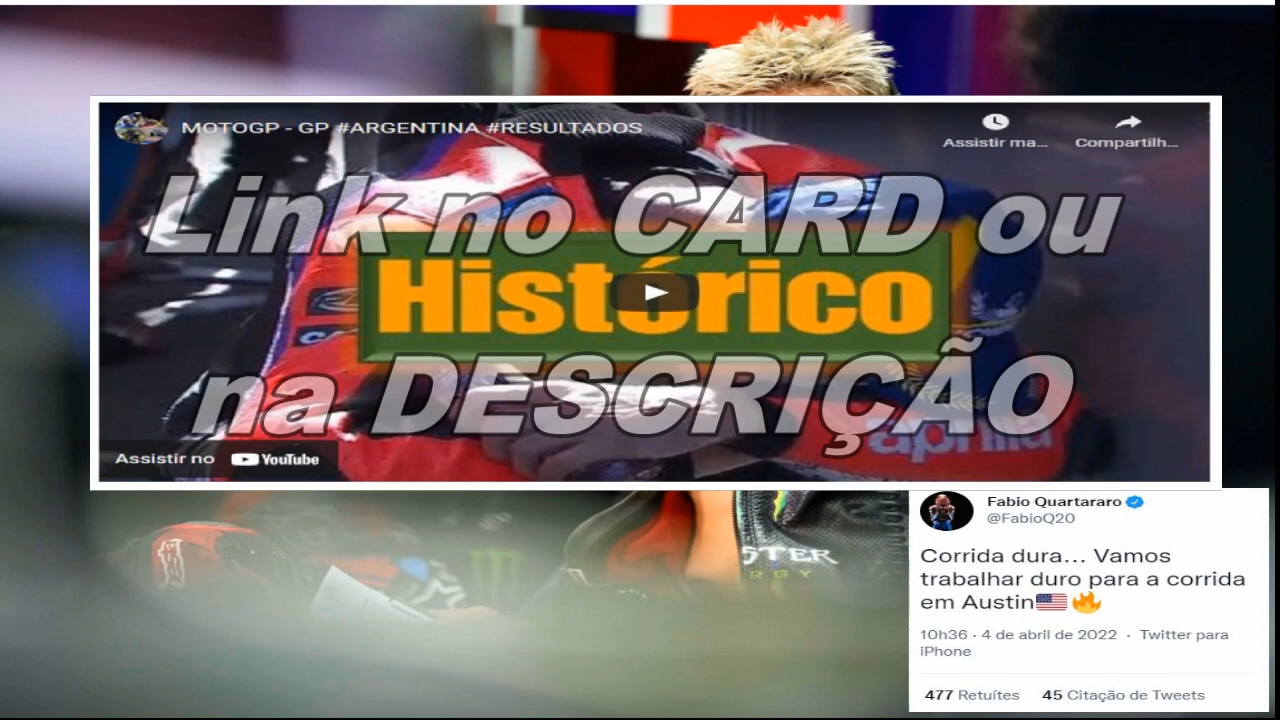 MOTOGP - GP #ARGENTINA #RESULTADOS
Assistir ma...
Compartilh...
Link no CARD ou
Histórico
na DESCRIÇÃO
aprilia
Assistir no YouTube
STER
RGY
Fabio Quartararo
@FabioQ20
Corrida dura... Vamos
trabalhar duro para a corrida
em Austin🇺🇸🔥
10h36 · 4 de abril de 2022 · Twitter para
iPhone
477 Retuítes 45 Citação de Tweets